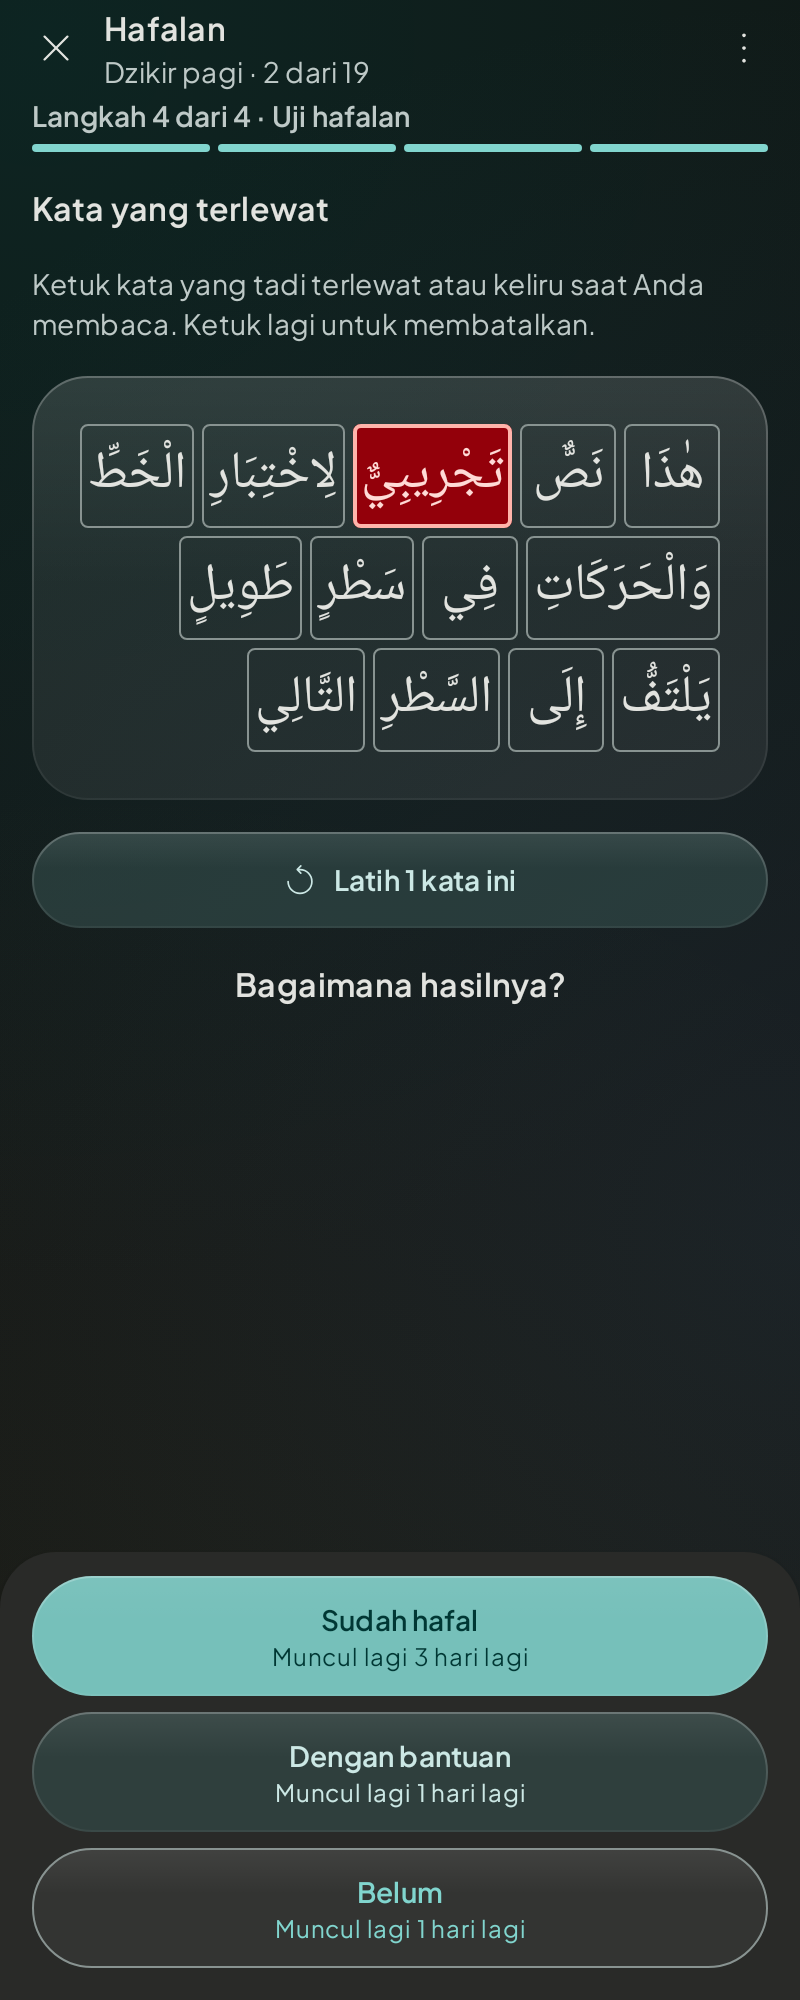 Hafalan
Dzikir pagi · 2 dari 19
Langkah 4 dari 4 · Uji hafalan
Kata yang terlewat
Ketuk kata yang tadi terlewat atau keliru saat Anda
membaca. Ketuk lagi untuk membatalkan.
هٰذَا نَصٌّ تَجْرِيبِيٌّ لِاخْتِبَارِ الْخَطِّ
وَالْحَرَكَاتِ فِي سَطْرٍ طَوِيلٍ
يَلْتَفُّ إِلَى السَّطْرِ التَّالِي
Latih 1 kata ini
Bagaimana hasilnya?
Sudah hafal
Muncul lagi 3 hari lagi
Dengan bantuan
Muncul lagi 1 hari lagi
Belum
Muncul lagi 1 hari lagi